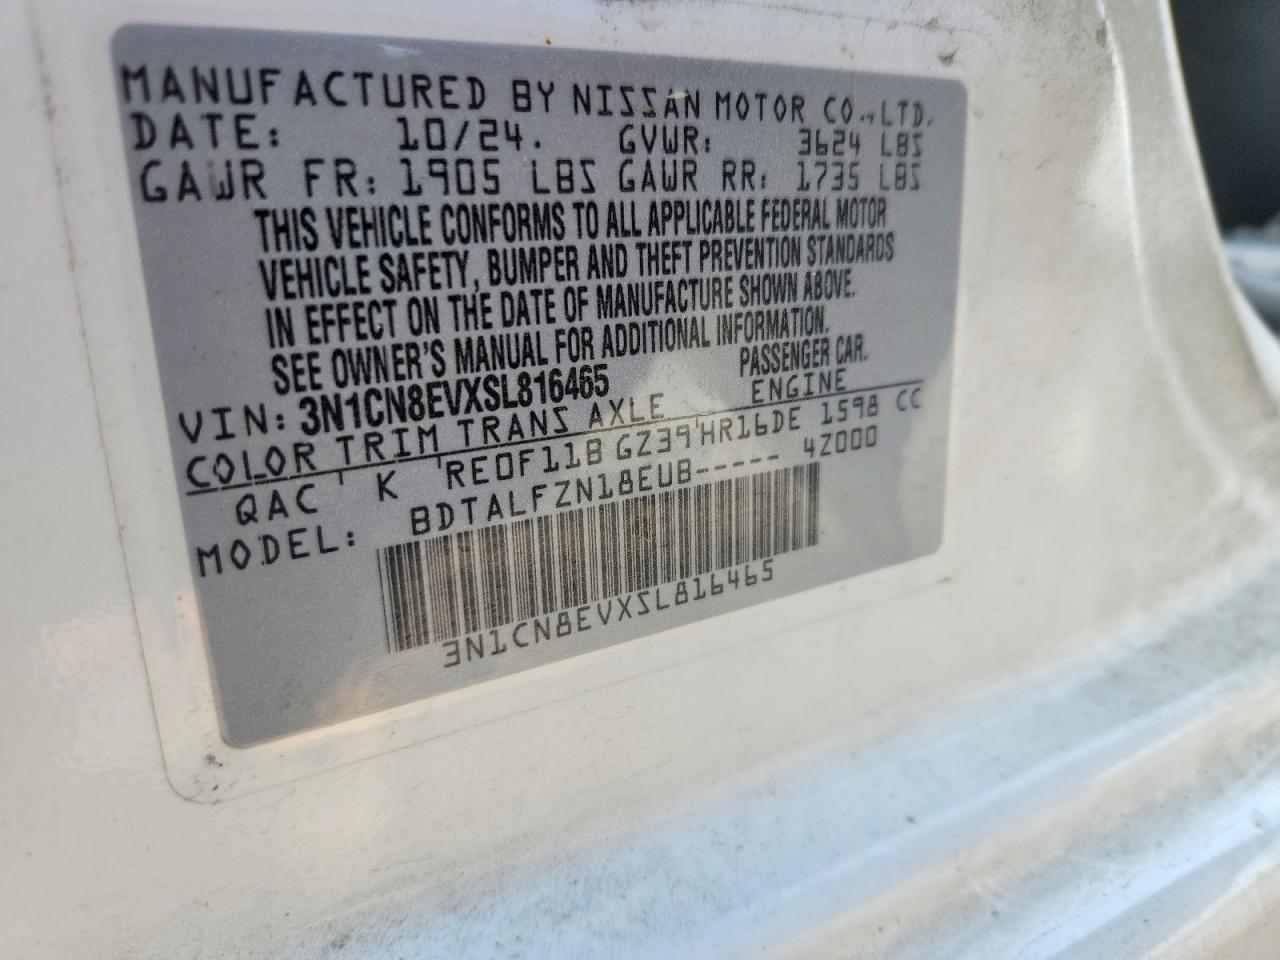 MANUFACTURED BY NISSAN MOTOR CO.,LTD.
DATE: 10/24. GVWR: 3624 LBS
GAWR FR: 1905 LBS GAWR RR: 1735 LBS
THIS VEHICLE CONFORMS TO ALL APPLICABLE FEDERAL MOTOR
VEHICLE SAFETY, BUMPER AND THEFT PREVENTION STANDARDS
IN EFFECT ON THE DATE OF MANUFACTURE SHOWN ABOVE.
SEE OWNER'S MANUAL FOR ADDITIONAL INFORMATION.
VIN: 3N1CN8EVXSL816465 PASSENGER CAR.
COLOR TRIM TRANS AXLE ENGINE
QAC K RE0F11B GZ39 HR16DE 1598 CC
MODEL: BDTALFZN18EUB----- 4Z000
3N1CN8EVXSL816465